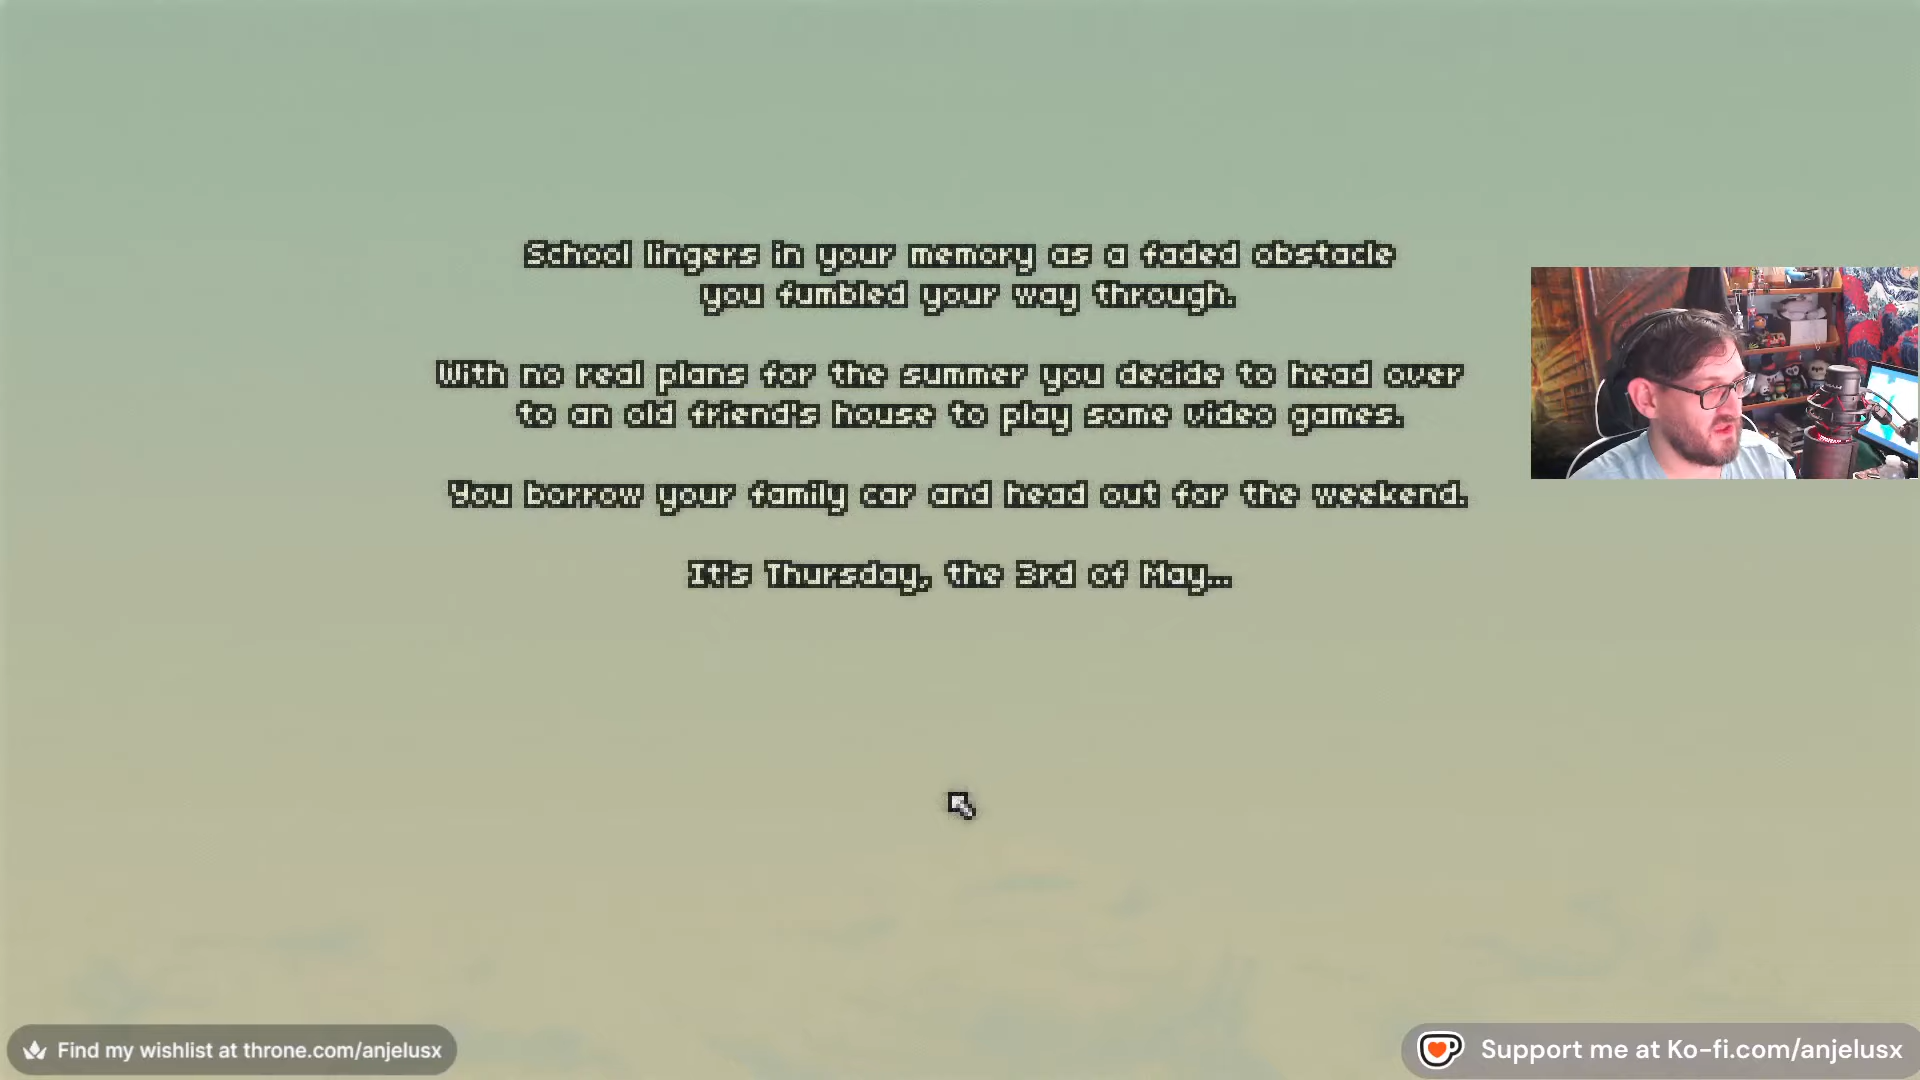 School lingers in your memory as a faded obstacle
you fumbled your way through.
With no real plans for the summer you decide to head over
to an old friend's house to play some video games.
You borrow your family car and head out for the weekend.
It's Thursday, the 3rd of May...
Find my wishlist at throne.com/anjelusx
Support me at Ko-fi.com/anjelusx